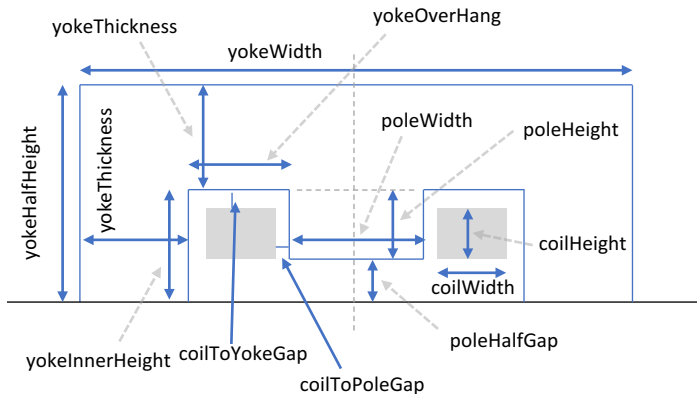 yokeThickness
yokeOverHang
yokeWidth
yokeHalfHeight
yokeThickness
poleWidth
poleHeight
coilHeight
coilWidth
yokeInnerHeight
coilToYokeGap
coilToPoleGap
poleHalfGap